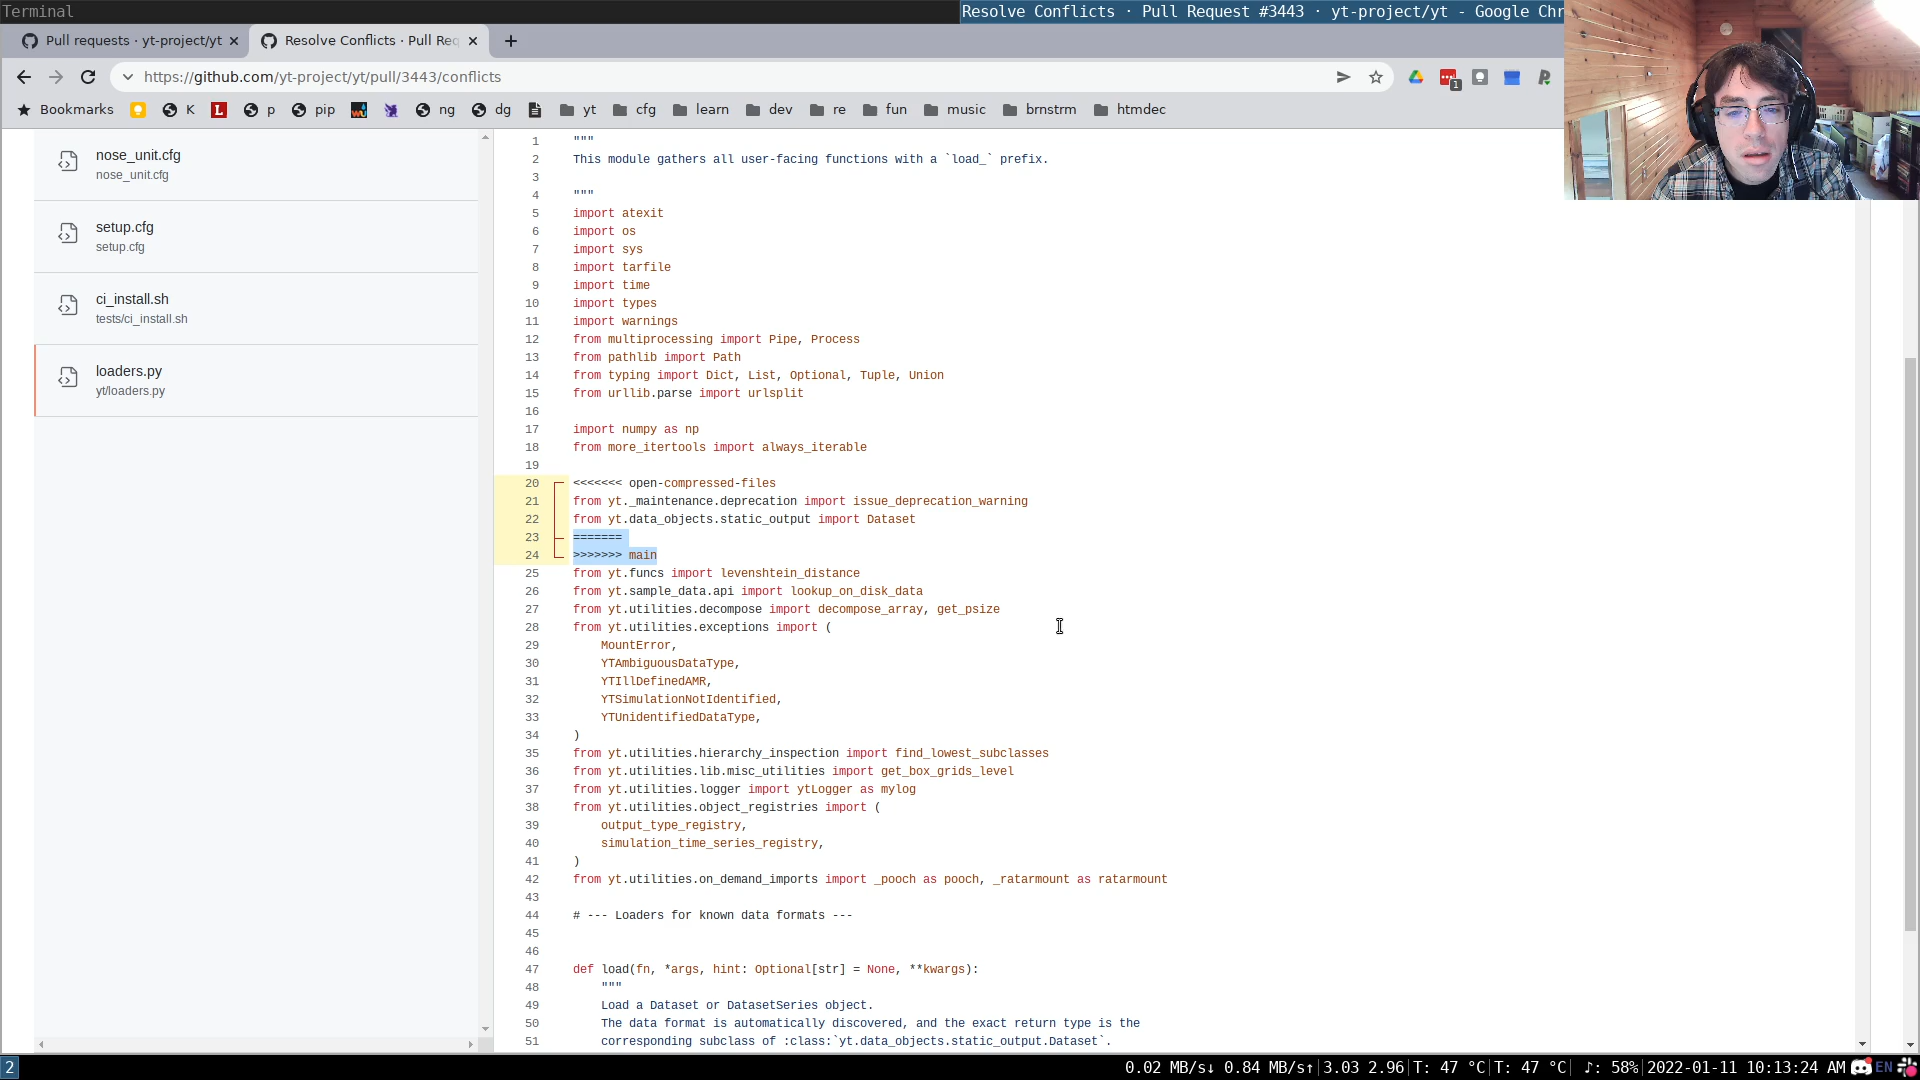 Terminal
Resolve Conflicts · Pull Request #3443 · yt-project/yt - Google Chr
Pull requests · yt-project/yt
Resolve Conflicts · Pull Req
https://github.com/yt-project/yt/pull/3443/conflicts
1
Bookmarks K L p pip ng dg yt cfg learn dev re fun music brnstrm htmdec
nose_unit.cfg
nose_unit.cfg
setup.cfg
setup.cfg
ci_install.sh
tests/ci_install.sh
loaders.py
yt/loaders.py
1 """
2 This module gathers all user-facing functions with a `load_` prefix.
3
4 """
5 import atexit
6 import os
7 import sys
8 import tarfile
9 import time
10 import types
11 import warnings
12 from multiprocessing import Pipe, Process
13 from pathlib import Path
14 from typing import Dict, List, Optional, Tuple, Union
15 from urllib.parse import urlsplit
16
17 import numpy as np
18 from more_itertools import always_iterable
19
20 <<<<<<< open-compressed-files
21 from yt._maintenance.deprecation import issue_deprecation_warning
22 from yt.data_objects.static_output import Dataset
23 =======
24 >>>>>>> main
25 from yt.funcs import levenshtein_distance
26 from yt.sample_data.api import lookup_on_disk_data
27 from yt.utilities.decompose import decompose_array, get_psize
28 from yt.utilities.exceptions import (
29 MountError,
30 YTAmbiguousDataType,
31 YTIllDefinedAMR,
32 YTSimulationNotIdentified,
33 YTUnidentifiedDataType,
34 )
35 from yt.utilities.hierarchy_inspection import find_lowest_subclasses
36 from yt.utilities.lib.misc_utilities import get_box_grids_level
37 from yt.utilities.logger import ytLogger as mylog
38 from yt.utilities.object_registries import (
39 output_type_registry,
40 simulation_time_series_registry,
41 )
42 from yt.utilities.on_demand_imports import _pooch as pooch, _ratarmount as ratarmount
43
44 # --- Loaders for known data formats ---
45
46
47 def load(fn, *args, hint: Optional[str] = None, **kwargs):
48 """
49 Load a Dataset or DatasetSeries object.
50 The data format is automatically discovered, and the exact return type is the
51 corresponding subclass of :class:`yt.data_objects.static_output.Dataset`.
2
0.02 MB/s↓ 0.84 MB/s↑|3.03 2.96|T: 47 °C|T: 47 °C| ♪: 58%|2022-01-11 10:13:24 AM EN